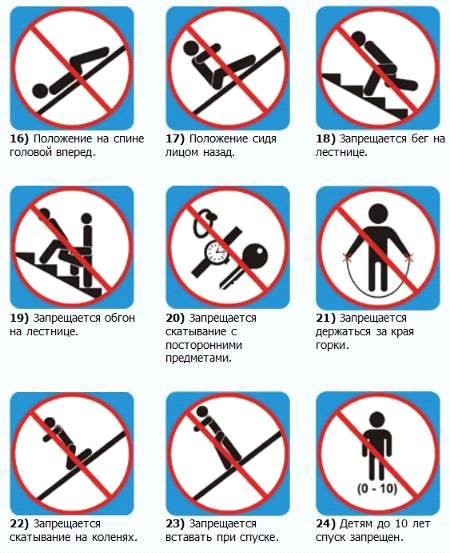 16) Положение на спине
головой вперед.
17) Положение сидя
лицом назад.
18) Запрещается бег на
лестнице.
19) Запрещается обгон
на лестнице.
20) Запрещается
скатывание с
посторонними
предметами.
21) Запрещается
держаться за края
горки.
22) Запрещается
скатывание на коленях.
23) Запрещается
вставать при спуске.
(0 - 10)
24) Детям до 10 лет
спуск запрещен.